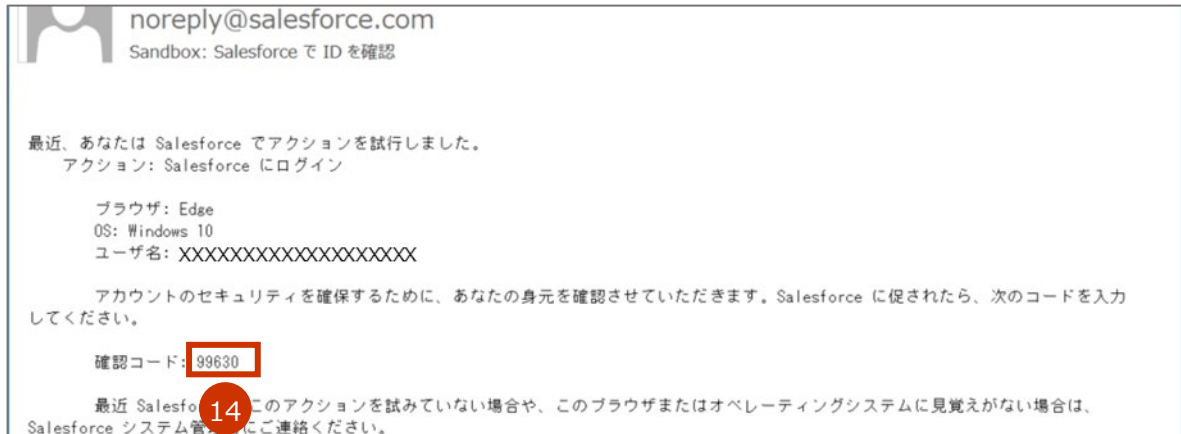 noreply@salesforce.com
Sandbox: Salesforce で ID を確認
最近、あなたは Salesforce でアクションを試行しました。
アクション: Salesforce にログイン
ブラウザ: Edge
OS: Windows 10
ユーザ名: XXXXXXXXXXXXXXXXXXX
アカウントのセキュリティを確保するために、あなたの身元を確認させていただきます。Salesforce に促されたら、次のコードを入力
してください。
確認コード: 99630
14
最近 Salesfo このアクションを試みていない場合や、このブラウザまたはオペレーティングシステムに見覚えがない場合は、
Salesforce システム管 にご連絡ください。